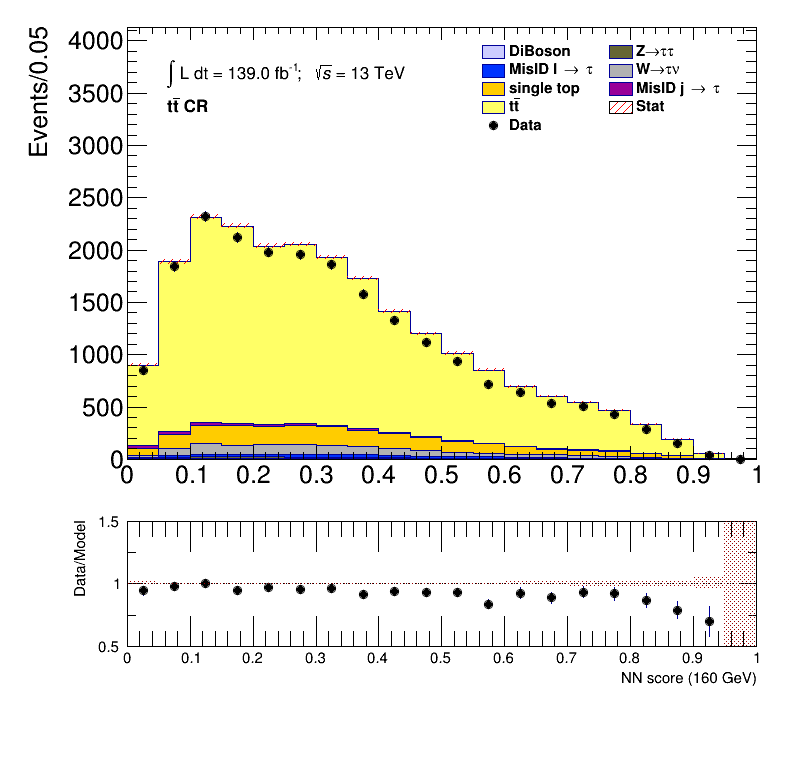 Events/0.05
4000
3500
3000
2500
2000
1500
1000
500
0
∫ L dt = 139.0 fb⁻¹; √s = 13 TeV
tt̄ CR
DiBoson
MisID l → τ
single top
tt̄
Data
Z→ττ
W→τν
MisID j → τ
Stat
0 0.1 0.2 0.3 0.4 0.5 0.6 0.7 0.8 0.9 1
Data/Model
1.5
1
0.5
0 0.1 0.2 0.3 0.4 0.5 0.6 0.7 0.8 0.9 1
NN score (160 GeV)